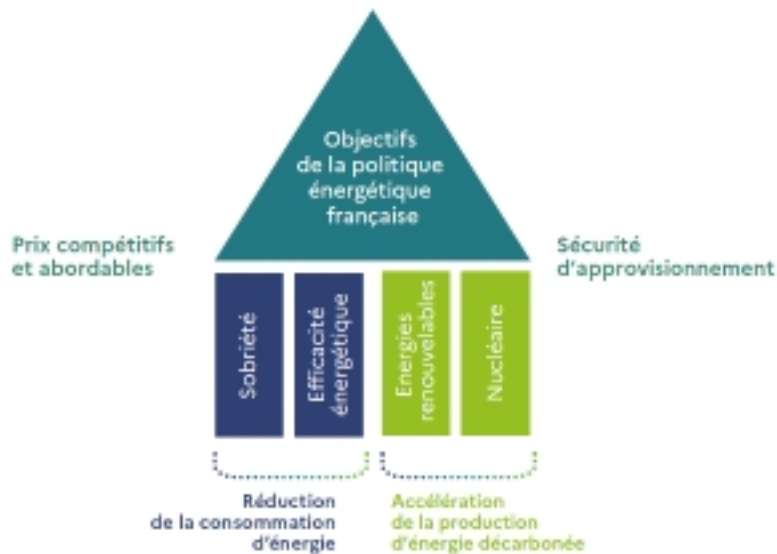 Objectifs
de la politique
énergétique
française
Prix compétitifs
et abordables
Sécurité
d'approvisionnement
Sobriété
Efficacité
énergétique
Energies
renouvelables
Nucléaire
Réduction
de la consommation
d'énergie
Accélération
de la production
d'énergie décarbonée